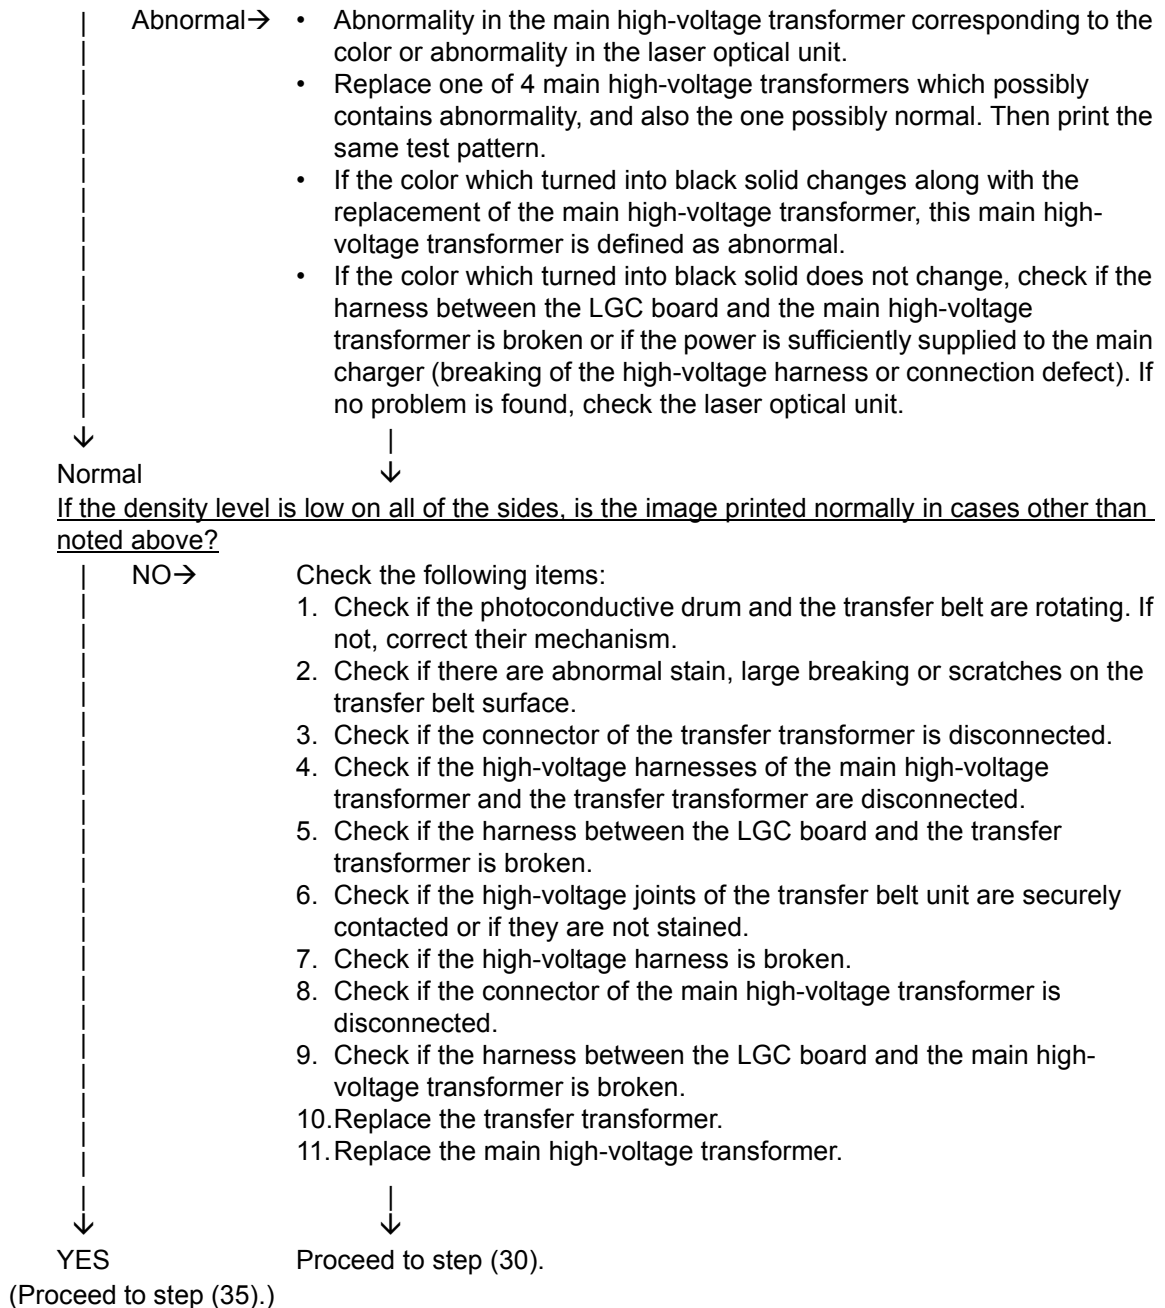 | Abnormal→ • Abnormality in the main high-voltage transformer corresponding to the
color or abnormality in the laser optical unit.
• Replace one of 4 main high-voltage transformers which possibly
contains abnormality, and also the one possibly normal. Then print the
same test pattern.
• If the color which turned into black solid changes along with the
replacement of the main high-voltage transformer, this main high-
voltage transformer is defined as abnormal.
• If the color which turned into black solid does not change, check if the
harness between the LGC board and the main high-voltage
transformer is broken or if the power is sufficiently supplied to the main
charger (breaking of the high-voltage harness or connection defect). If
no problem is found, check the laser optical unit.
↓ |
Normal ↓
If the density level is low on all of the sides, is the image printed normally in cases other than
noted above?
| NO→ Check the following items:
1. Check if the photoconductive drum and the transfer belt are rotating. If
not, correct their mechanism.
2. Check if there are abnormal stain, large breaking or scratches on the
transfer belt surface.
3. Check if the connector of the transfer transformer is disconnected.
4. Check if the high-voltage harnesses of the main high-voltage
transformer and the transfer transformer are disconnected.
5. Check if the harness between the LGC board and the transfer
transformer is broken.
6. Check if the high-voltage joints of the transfer belt unit are securely
contacted or if they are not stained.
7. Check if the high-voltage harness is broken.
8. Check if the connector of the main high-voltage transformer is
disconnected.
9. Check if the harness between the LGC board and the main high-
voltage transformer is broken.
10.Replace the transfer transformer.
11.Replace the main high-voltage transformer.
| |
↓ ↓
YES Proceed to step (30).
(Proceed to step (35).)